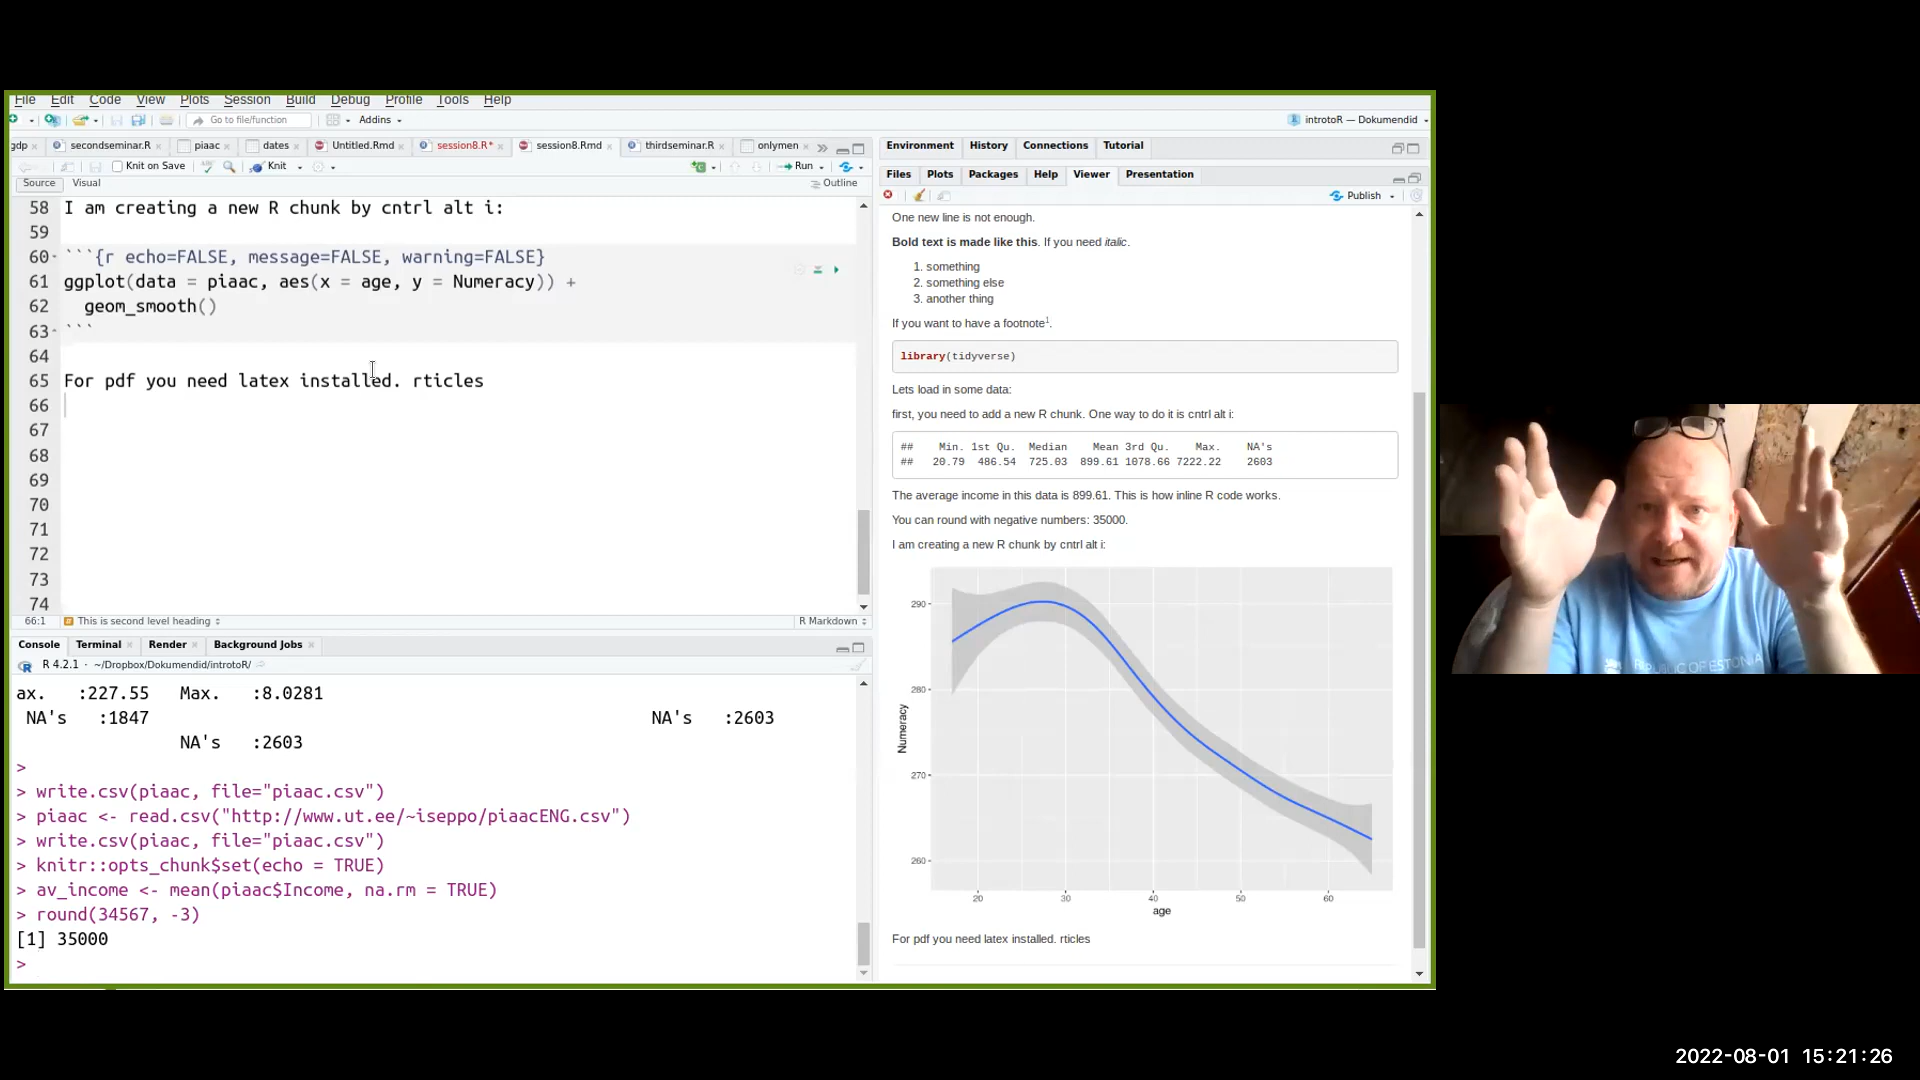 File Edit Code View Plots Session Build Debug Profile Tools Help
Go to file/function Addins introtoR — Dokumendid
gdp secondseminar.R piaac dates Untitled.Rmd session8.R* session8.Rmd thirdseminar.R onlymen
Knit on Save Knit Run
Source Visual Outline
58 I am creating a new R chunk by cntrl alt i:
59
60 ```{r echo=FALSE, message=FALSE, warning=FALSE}
61 ggplot(data = piaac, aes(x = age, y = Numeracy)) +
62 geom_smooth()
63 ```
64
65 For pdf you need latex installed. rticles
66
67
68
69
70
71
72
73
74
66:1 This is second level heading R Markdown
Console Terminal Render Background Jobs
R 4.2.1 · ~/Dropbox/Dokumendid/introtoR/
ax. :227.55 Max. :8.0281
NA's :1847 NA's :2603
NA's :2603
>
> write.csv(piaac, file="piaac.csv")
> piaac <- read.csv("http://www.ut.ee/~iseppo/piaacENG.csv")
> write.csv(piaac, file="piaac.csv")
> knitr::opts_chunk$set(echo = TRUE)
> av_income <- mean(piaac$Income, na.rm = TRUE)
> round(34567, -3)
[1] 35000
>
Environment History Connections Tutorial
Files Plots Packages Help Viewer Presentation
Publish
One new line is not enough.
Bold text is made like this. If you need italic.
1. something
2. something else
3. another thing
If you want to have a footnote1.
library(tidyverse)
Lets load in some data:
first, you need to add a new R chunk. One way to do it is cntrl alt i:
## Min. 1st Qu. Median Mean 3rd Qu. Max. NA's
## 20.79 486.54 725.03 899.61 1078.66 7222.22 2603
The average income in this data is 899.61. This is how inline R code works.
You can round with negative numbers: 35000.
I am creating a new R chunk by cntrl alt i:
290
280
270
260
Numeracy
20 30 40 50 60
age
For pdf you need latex installed. rticles
REPUBLIC OF ESTONIA
2022-08-01 15:21:26